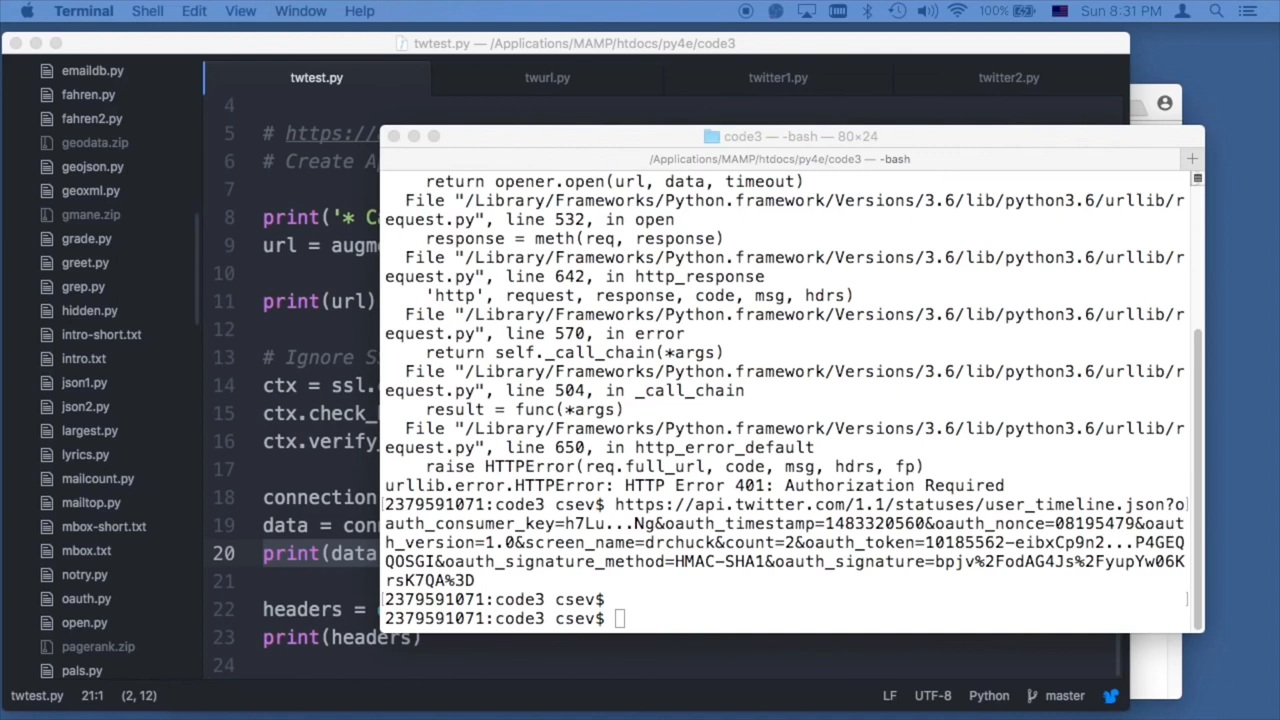 Terminal Shell Edit View Window Help 100% Sun 8:31 PM
twtest.py — /Applications/MAMP/htdocs/py4e/code3
emaildb.py
fahren.py
fahren2.py
geodata.zip
geojson.py
geoxml.py
gmane.zip
grade.py
greet.py
grep.py
hidden.py
intro-short.txt
intro.txt
json1.py
json2.py
largest.py
lyrics.py
mailcount.py
mailtop.py
mbox-short.txt
mbox.txt
notry.py
oauth.py
open.py
pagerank.zip
pals.py
twtest.py twurl.py twitter1.py twitter2.py
4
5 # https://
6 # Create A
7
8 print('* C
9 url = augm
10
11 print(url)
12
13 # Ignore S
14 ctx = ssl.
15 ctx.check_
16 ctx.verify_
17
18 connection
19 data = con
20 print(data
21
22 headers =
23 print(headers)
24
code3 — -bash — 80×24
/Applications/MAMP/htdocs/py4e/code3 — -bash
return opener.open(url, data, timeout)
File "/Library/Frameworks/Python.framework/Versions/3.6/lib/python3.6/urllib/r
equest.py", line 532, in open
response = meth(req, response)
File "/Library/Frameworks/Python.framework/Versions/3.6/lib/python3.6/urllib/r
equest.py", line 642, in http_response
'http', request, response, code, msg, hdrs)
File "/Library/Frameworks/Python.framework/Versions/3.6/lib/python3.6/urllib/r
equest.py", line 570, in error
return self._call_chain(*args)
File "/Library/Frameworks/Python.framework/Versions/3.6/lib/python3.6/urllib/r
equest.py", line 504, in _call_chain
result = func(*args)
File "/Library/Frameworks/Python.framework/Versions/3.6/lib/python3.6/urllib/r
equest.py", line 650, in http_error_default
raise HTTPError(req.full_url, code, msg, hdrs, fp)
urllib.error.HTTPError: HTTP Error 401: Authorization Required
2379591071:code3 csev$ https://api.twitter.com/1.1/statuses/user_timeline.json?o
auth_consumer_key=h7Lu...Ng&oauth_timestamp=1483320560&oauth_nonce=08195479&oaut
h_version=1.0&screen_name=drchuck&count=2&oauth_token=10185562-eibxCp9n2...P4GEQ
QOSGI&oauth_signature_method=HMAC-SHA1&oauth_signature=bpjv%2FodAG4Js%2FyupYw06K
rsK7QA%3D
2379591071:code3 csev$
2379591071:code3 csev$
twtest.py 21:1 (2, 12) LF UTF-8 Python master